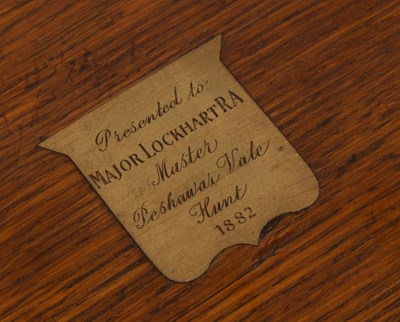 Presented to
MAJOR LOCKHART RA
Master
Peshawar Vale
Hunt
1882